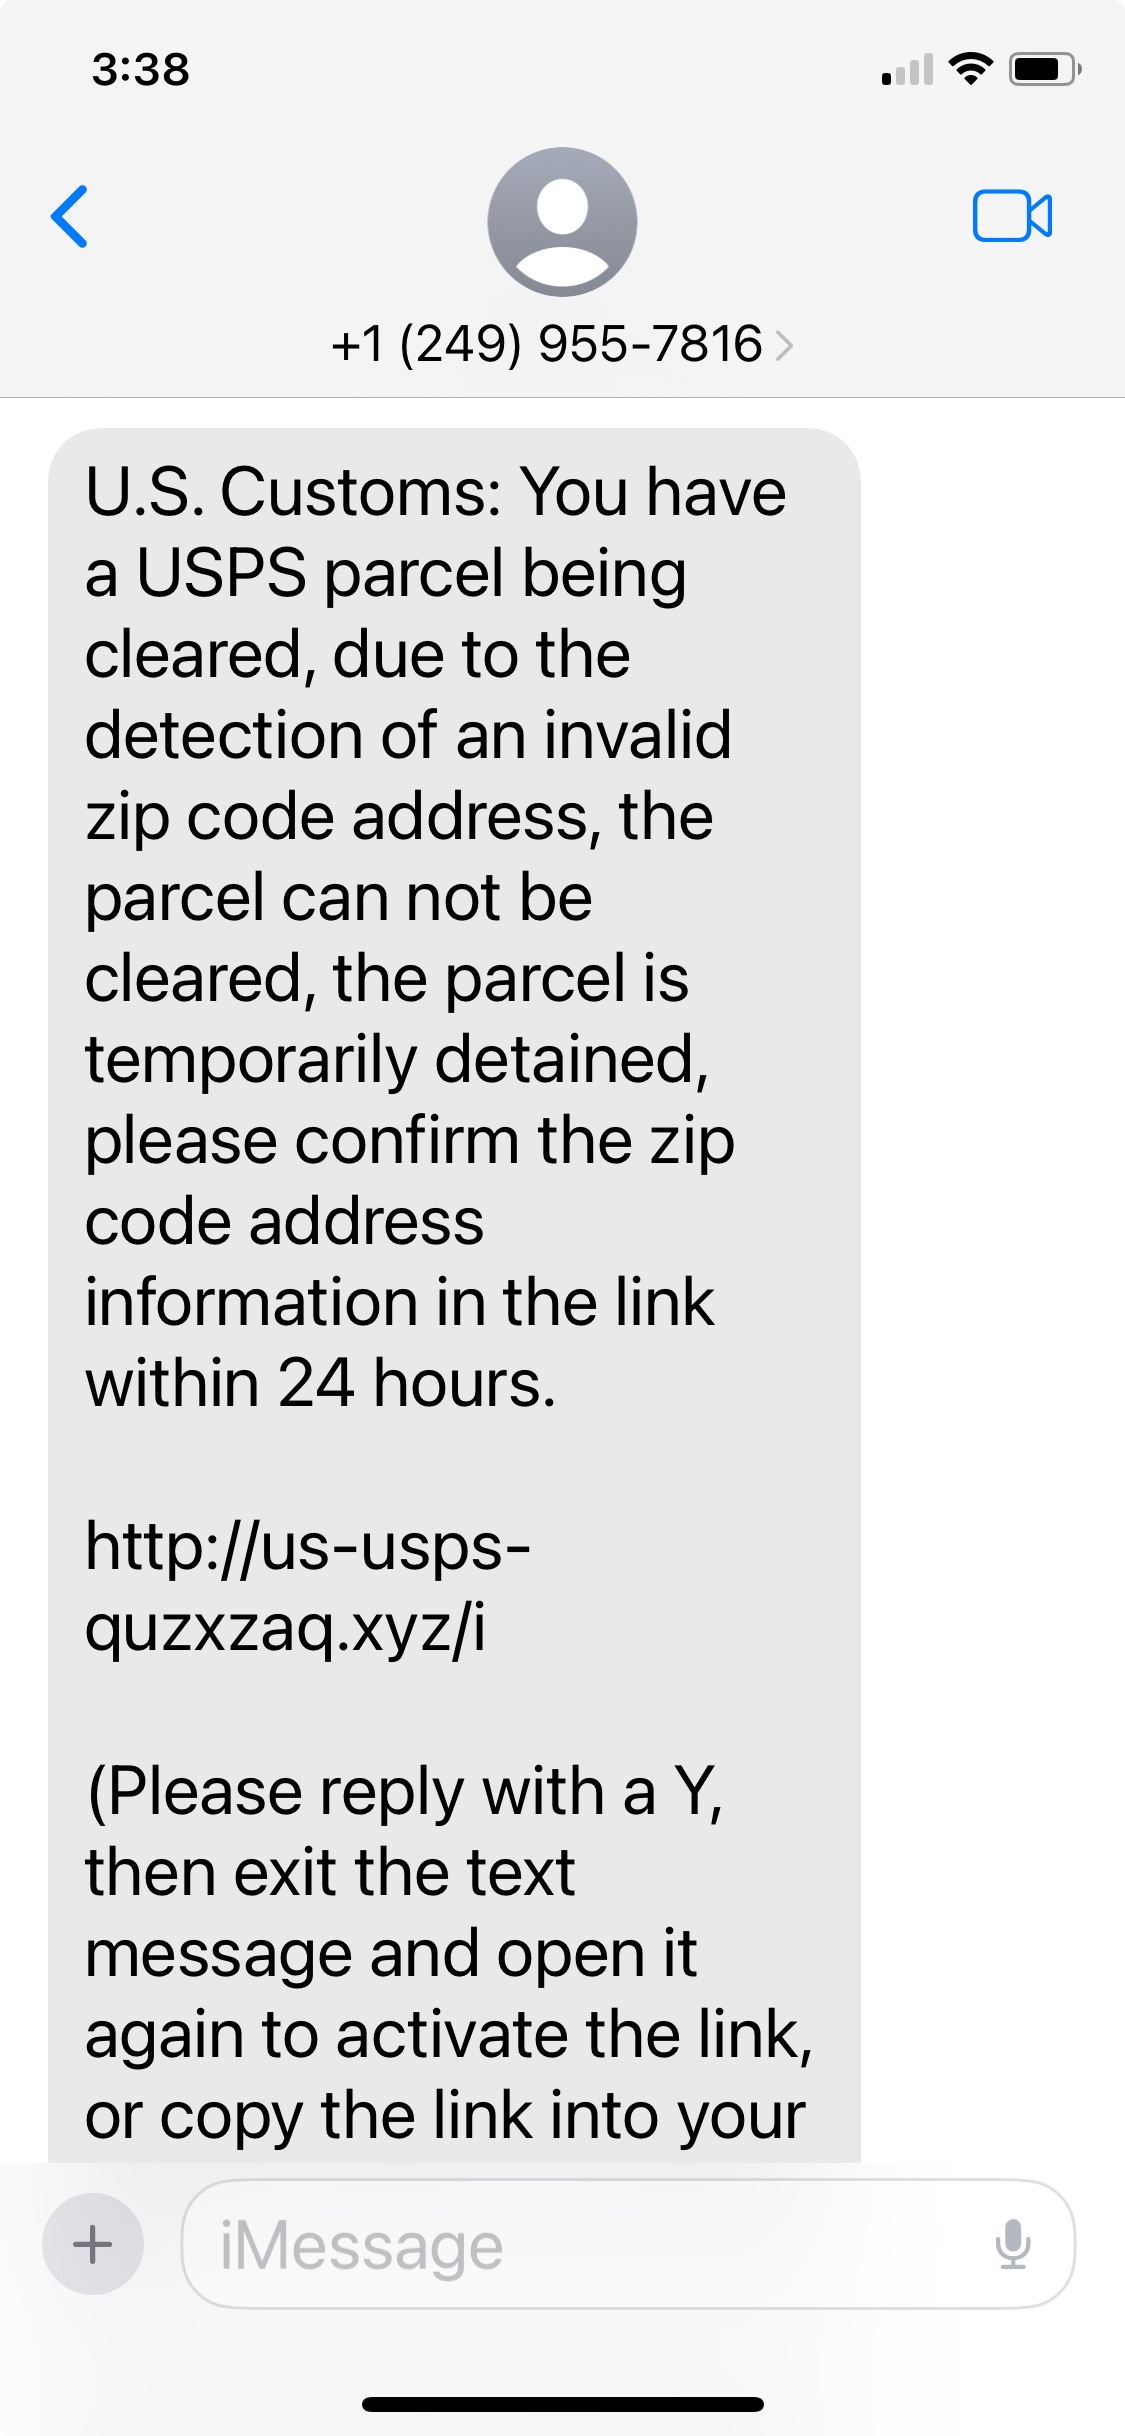 3:38
+1 (249) 955-7816
U.S. Customs: You have
a USPS parcel being
cleared, due to the
detection of an invalid
zip code address, the
parcel can not be
cleared, the parcel is
temporarily detained,
please confirm the zip
code address
information in the link
within 24 hours.
http://us-usps-
quzxzaq.xyz/i
(Please reply with a Y,
then exit the text
message and open it
again to activate the link,
or copy the link into your
iMessage